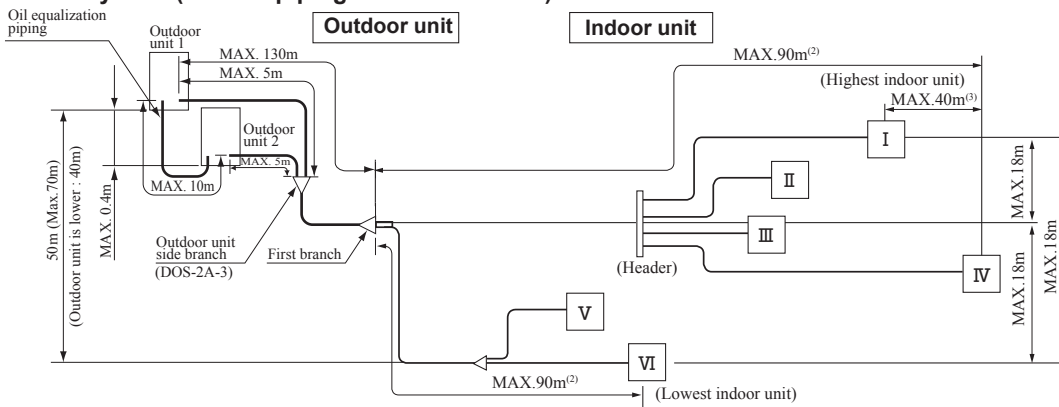 Oil equalization
piping
Outdoor
unit 1
Outdoor unit
Indoor unit
MAX. 130m
MAX. 5m
MAX.90m(2)
(Highest indoor unit)
MAX.40m(3)
Outdoor
unit 2
MAX. 5m
MAX. 10m
50m (Max.70m)
(Outdoor unit is lower : 40m)
MAX. 0.4m
Outdoor unit
side branch
(DOS-2A-3)
First branch
(Header)
I
II
III
IV
V
VI
MAX.18m
MAX.18m
MAX.18m
MAX.90m(2)
(Lowest indoor unit)